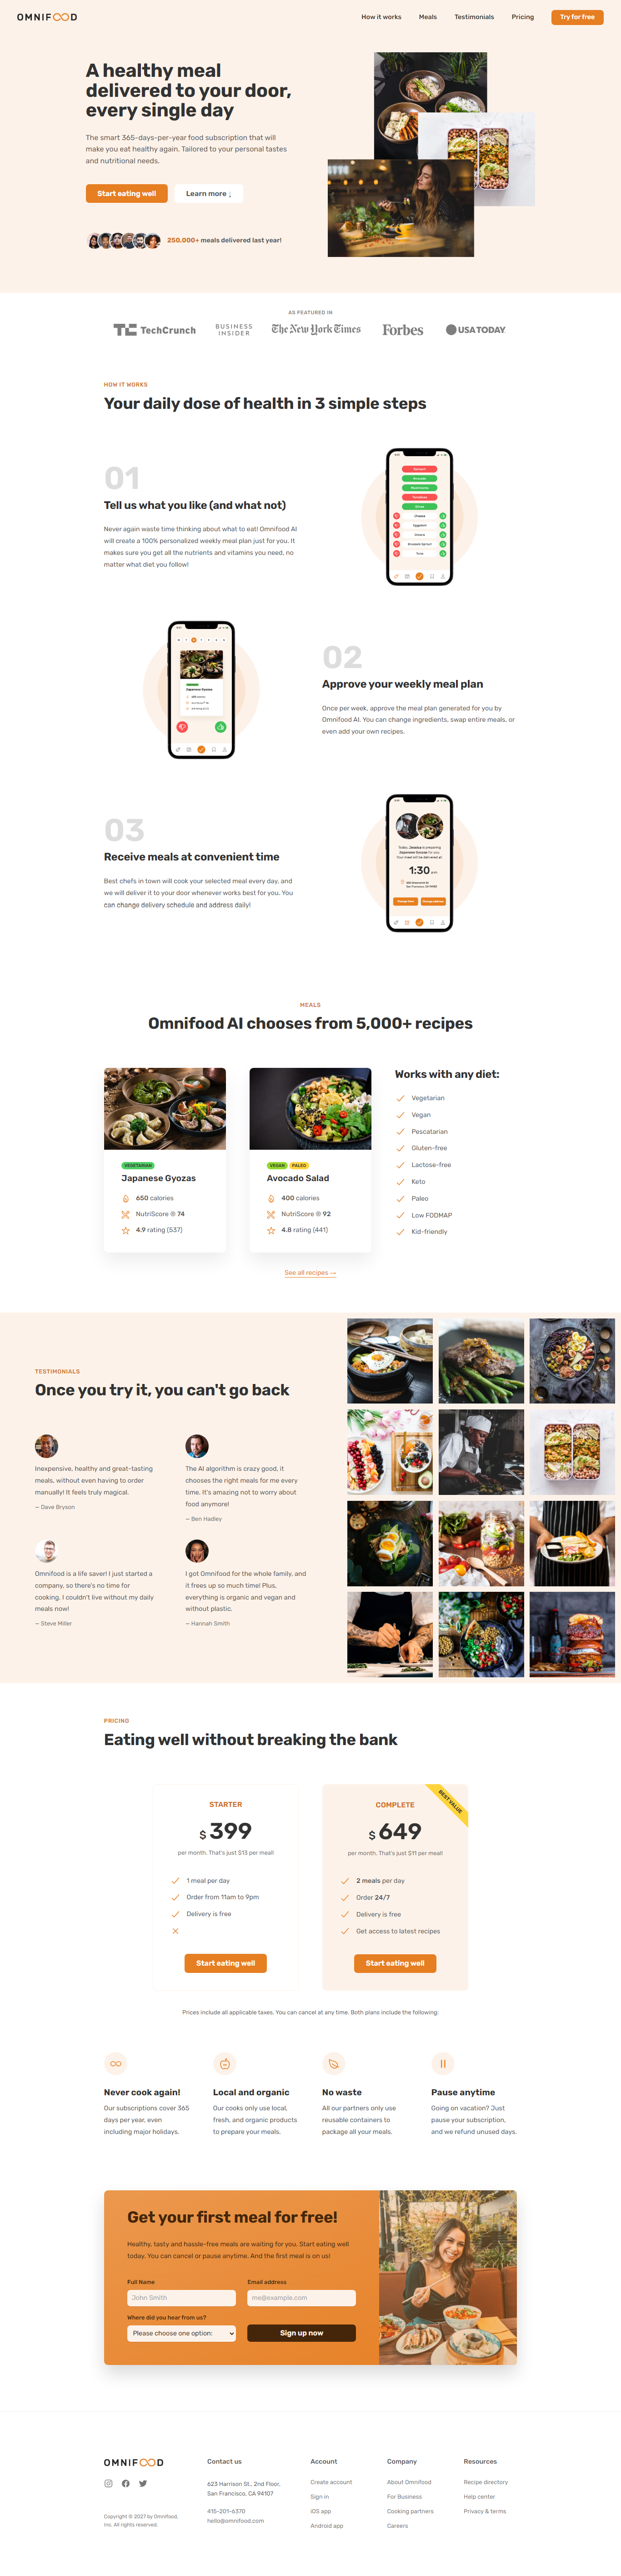 OMNIFOOD
How it works
Meals
Testimonials
Pricing
Try for free
A healthy meal
delivered to your door,
every single day
The smart 365-days-per-year food subscription that will
make you eat healthy again. Tailored to your personal tastes
and nutritional needs.
Start eating well
Learn more ↓
250,000+ meals delivered last year!
AS FEATURED IN
TechCrunch
BUSINESS
INSIDER
The New York Times
Forbes
USA TODAY
HOW IT WORKS
Your daily dose of health in 3 simple steps
01
Tell us what you like (and what not)
Never again waste time thinking about what to eat! Omnifood AI
will create a 100% personalized weekly meal plan just for you. It
makes sure you get all the nutrients and vitamins you need, no
matter what diet you follow!
02
Approve your weekly meal plan
Once per week, approve the meal plan generated for you by
Omnifood AI. You can change ingredients, swap entire meals, or
even add your own recipes.
03
Receive meals at convenient time
Best chefs in town will cook your selected meal every day, and
we will deliver it to your door whenever works best for you. You
can change delivery schedule and address daily!
1:30
MEALS
Omnifood AI chooses from 5,000+ recipes
VEGETARIAN
Japanese Gyozas
650 calories
NutriScore ® 74
4.9 rating (537)
VEGAN
PALEO
Avocado Salad
400 calories
NutriScore ® 92
4.8 rating (441)
Works with any diet:
Vegetarian
Vegan
Pescatarian
Gluten-free
Lactose-free
Keto
Paleo
Low FODMAP
Kid-friendly
See all recipes →
TESTIMONIALS
Once you try it, you can't go back
Inexpensive, healthy and great-tasting
meals, without even having to order
manually! It feels truly magical.
— Dave Bryson
The AI algorithm is crazy good, it
chooses the right meals for me every
time. It's amazing not to worry about
food anymore!
— Ben Hadley
Omnifood is a life saver! I just started a
company, so there's no time for
cooking. I couldn't live without my daily
meals now!
— Steve Miller
I got Omnifood for the whole family, and
it frees up so much time! Plus,
everything is organic and vegan and
without plastic.
— Hannah Smith
PRICING
Eating well without breaking the bank
STARTER
$ 399
per month. That's just $13 per meal!
1 meal per day
Order from 11am to 9pm
Delivery is free
Start eating well
BEST VALUE
COMPLETE
$ 649
per month. That's just $11 per meal!
2 meals per day
Order 24/7
Delivery is free
Get access to latest recipes
Start eating well
Prices include all applicable taxes. You can cancel at any time. Both plans include the following:
Never cook again!
Our subscriptions cover 365
days per year, even
including major holidays.
Local and organic
Our cooks only use local,
fresh, and organic products
to prepare your meals.
No waste
All our partners only use
reusable containers to
package all your meals.
Pause anytime
Going on vacation? Just
pause your subscription,
and we refund unused days.
Get your first meal for free!
Healthy, tasty and hassle-free meals are waiting for you. Start eating well
today. You can cancel or pause anytime. And the first meal is on us!
Full Name
John Smith
Email address
me@example.com
Where did you hear from us?
Please choose one option:
Sign up now
OMNIFOOD
Copyright © 2027 by Omnifood,
Inc. All rights reserved.
Contact us
623 Harrison St., 2nd Floor,
San Francisco, CA 94107
415-201-6370
hello@omnifood.com
Account
Create account
Sign in
iOS app
Android app
Company
About Omnifood
For Business
Cooking partners
Careers
Resources
Recipe directory
Help center
Privacy & terms